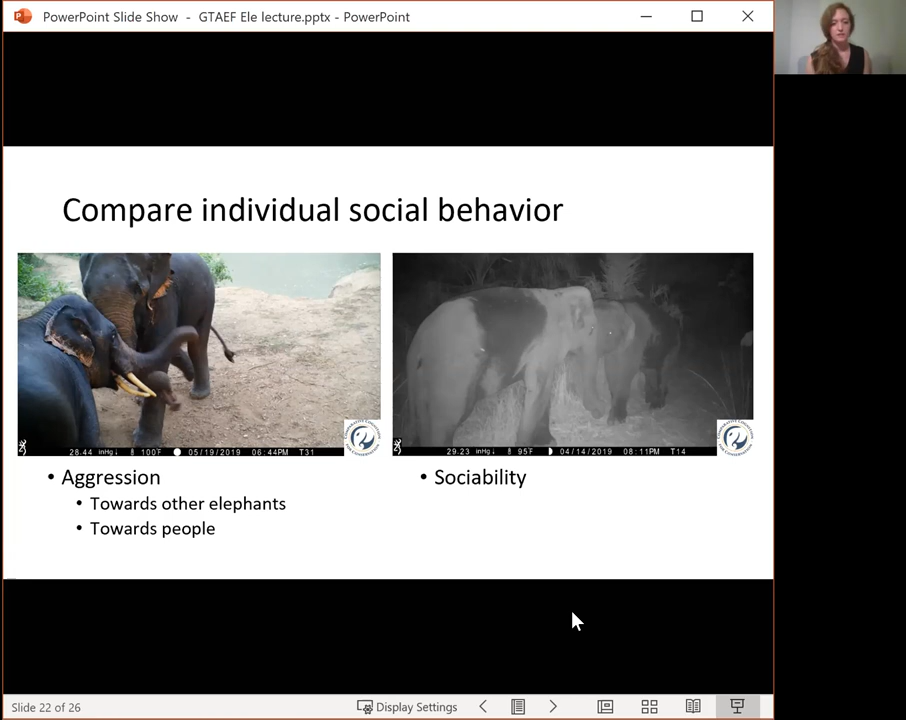 PowerPoint Slide Show - GTAEF Ele lecture.pptx - PowerPoint
Compare individual social behavior
28.44 inHg 100F 05/19/2019 06:44PM T31
29.23 inHg 95F 04/14/2019 08:11PM T14
• Aggression
• Towards other elephants
• Towards people
• Sociability
Slide 22 of 26
Display Settings